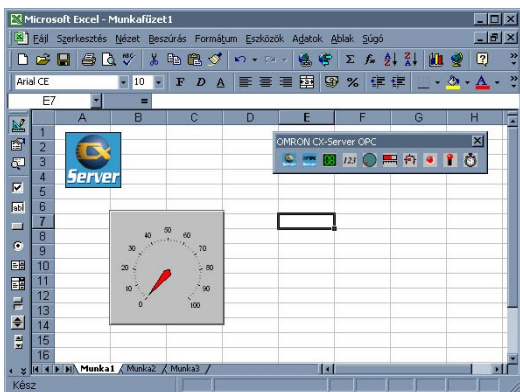 Microsoft Excel - Munkafüzet1
Fájl Szerkesztés Nézet Beszúrás Formátum Eszközök Adatok Ablak Súgó
Arial CE 10 F D A %
E7 =
A B C D E F G H
1
2
3
4
5
6
7
8
9
10
11
12
13
14
15
16
CX
Server
OMRON CX-Server OPC
123
0 10 20 30 40 50 60 70 80 90 100
Munka1 Munka2 Munka3
Kész